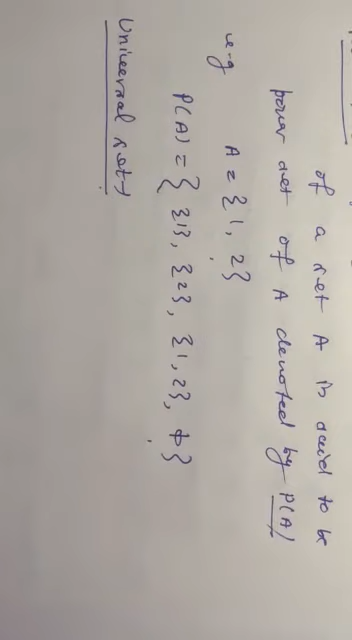 of a set A is said to be
power set of A denoted by P(A)
e.g A = {1, 2}
P(A) = { {1}, {2}, {1, 2}, φ }
Universal set →